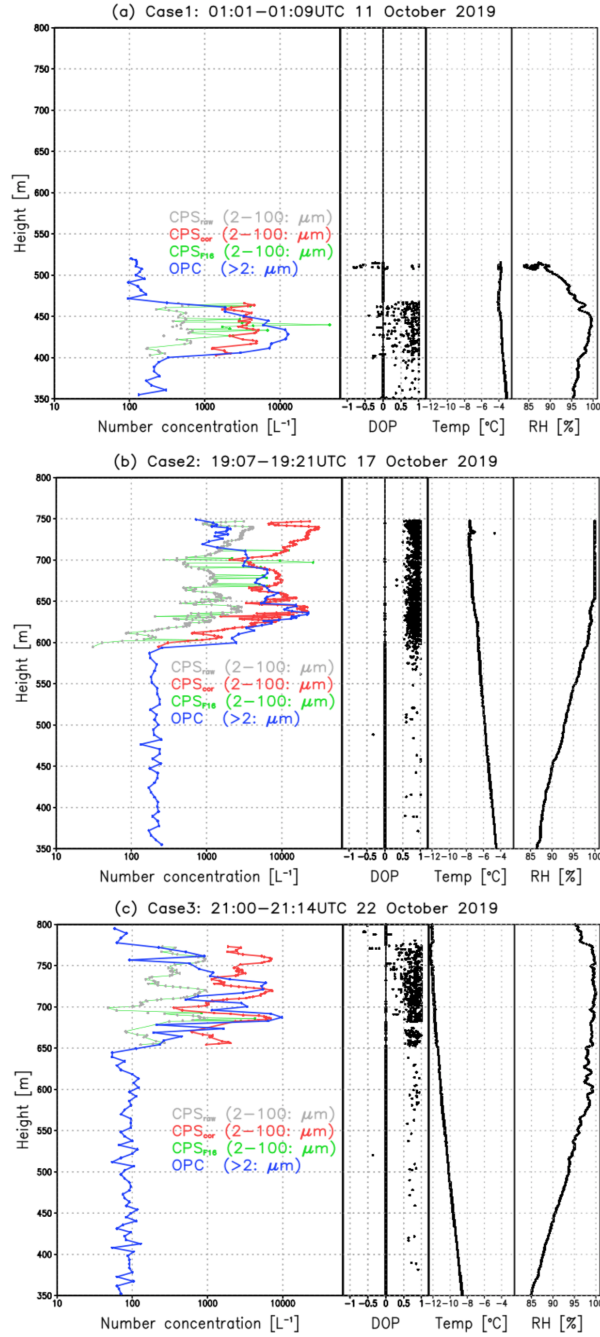 (a) Case1: 01:01−01:09UTC 11 October 2019
800
750
700
650
600
550
500
450
400
350
Height [m]
CPSraw (2−100: μm)
CPScor (2−100: μm)
CPSF16 (2−100: μm)
OPC (>2: μm)
10 100 1000 10000
−1 −0.5 0 0.5 1
−12 −10 −8 −6 −4
85 90 95 100
Number concentration [L⁻¹] DOP Temp [°C] RH [%]
(b) Case2: 19:07−19:21UTC 17 October 2019
800
750
700
650
600
550
500
450
400
350
Height [m]
CPSraw (2−100: μm)
CPScor (2−100: μm)
CPSF16 (2−100: μm)
OPC (>2: μm)
10 100 1000 10000
−1 −0.5 0 0.5 1
−12 −10 −8 −6 −4
85 90 95 100
Number concentration [L⁻¹] DOP Temp [°C] RH [%]
(c) Case3: 21:00−21:14UTC 22 October 2019
800
750
700
650
600
550
500
450
400
350
Height [m]
CPSraw (2−100: μm)
CPScor (2−100: μm)
CPSF16 (2−100: μm)
OPC (>2: μm)
10 100 1000 10000
−1 −0.5 0 0.5 1
−12 −10 −8 −6 −4
85 90 95 100
Number concentration [L⁻¹] DOP Temp [°C] RH [%]